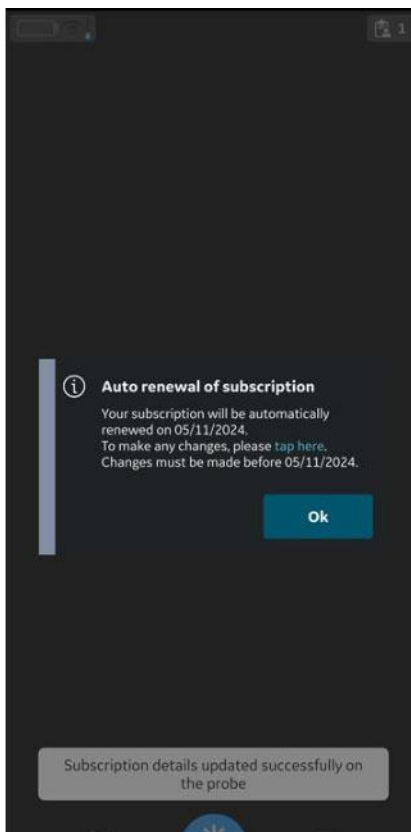 1
Auto renewal of subscription
Your subscription will be automatically
renewed on 05/11/2024.
To make any changes, please tap here.
Changes must be made before 05/11/2024.
Ok
Subscription details updated successfully on
the probe